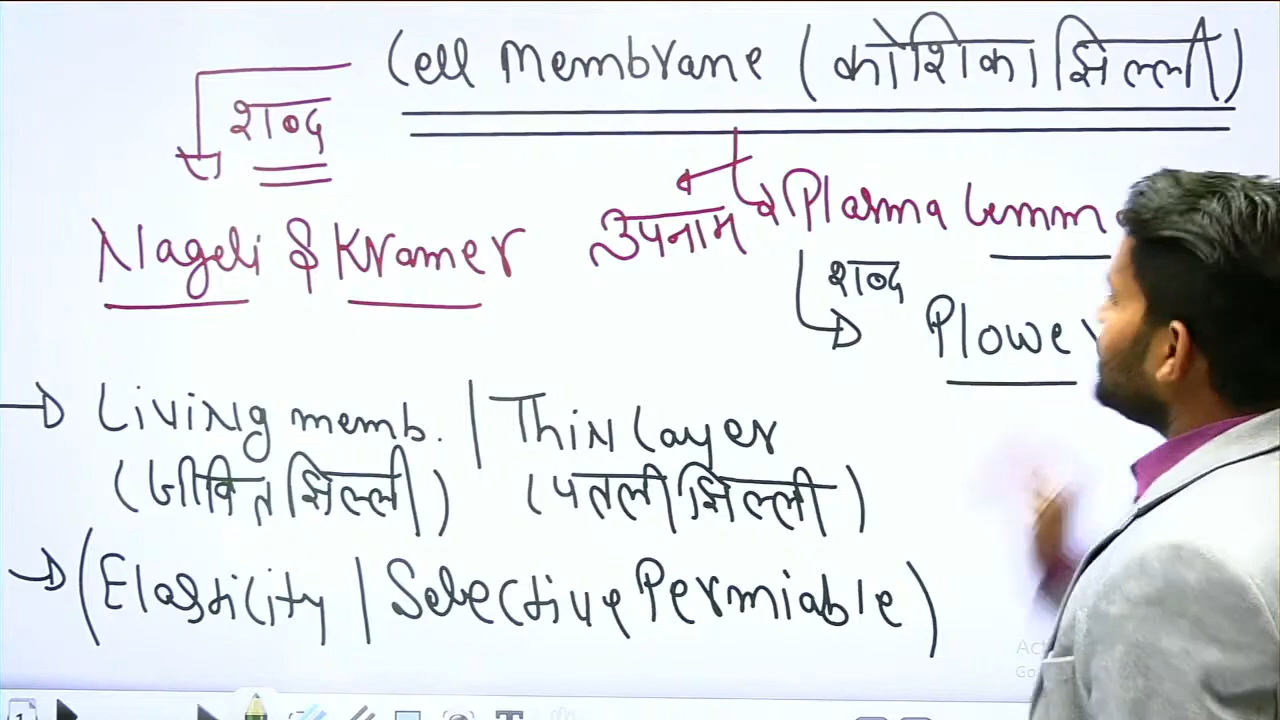 Cell Membrane (कोशिका झिल्ली)
शब्द
Nageli & Kramer
उपनाम
Plasma Lemm
शब्द
Plowe
Living memb. | Thin Layer
(जीवित झिल्ली) (पतली झिल्ली)
(Elasticity | Selective Permiable)